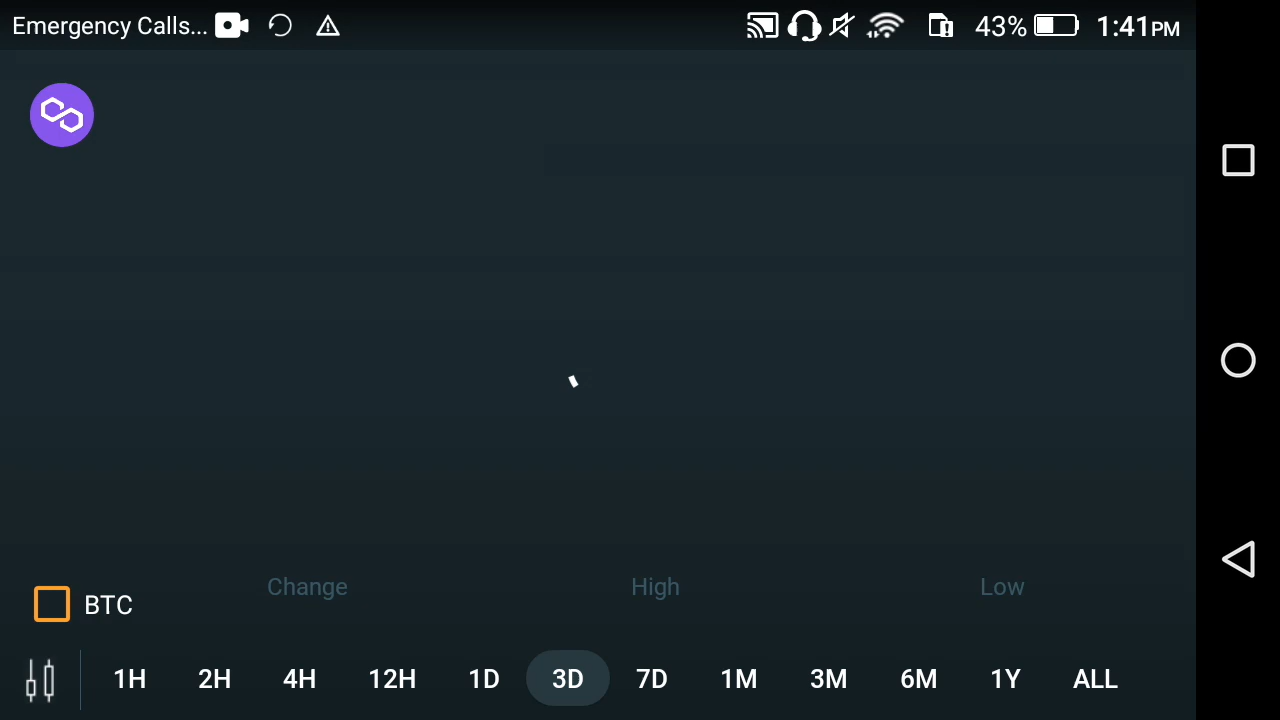 Emergency Calls... 43% 1:41PM
Change High Low
BTC
1H 2H 4H 12H 1D 3D 7D 1M 3M 6M 1Y ALL